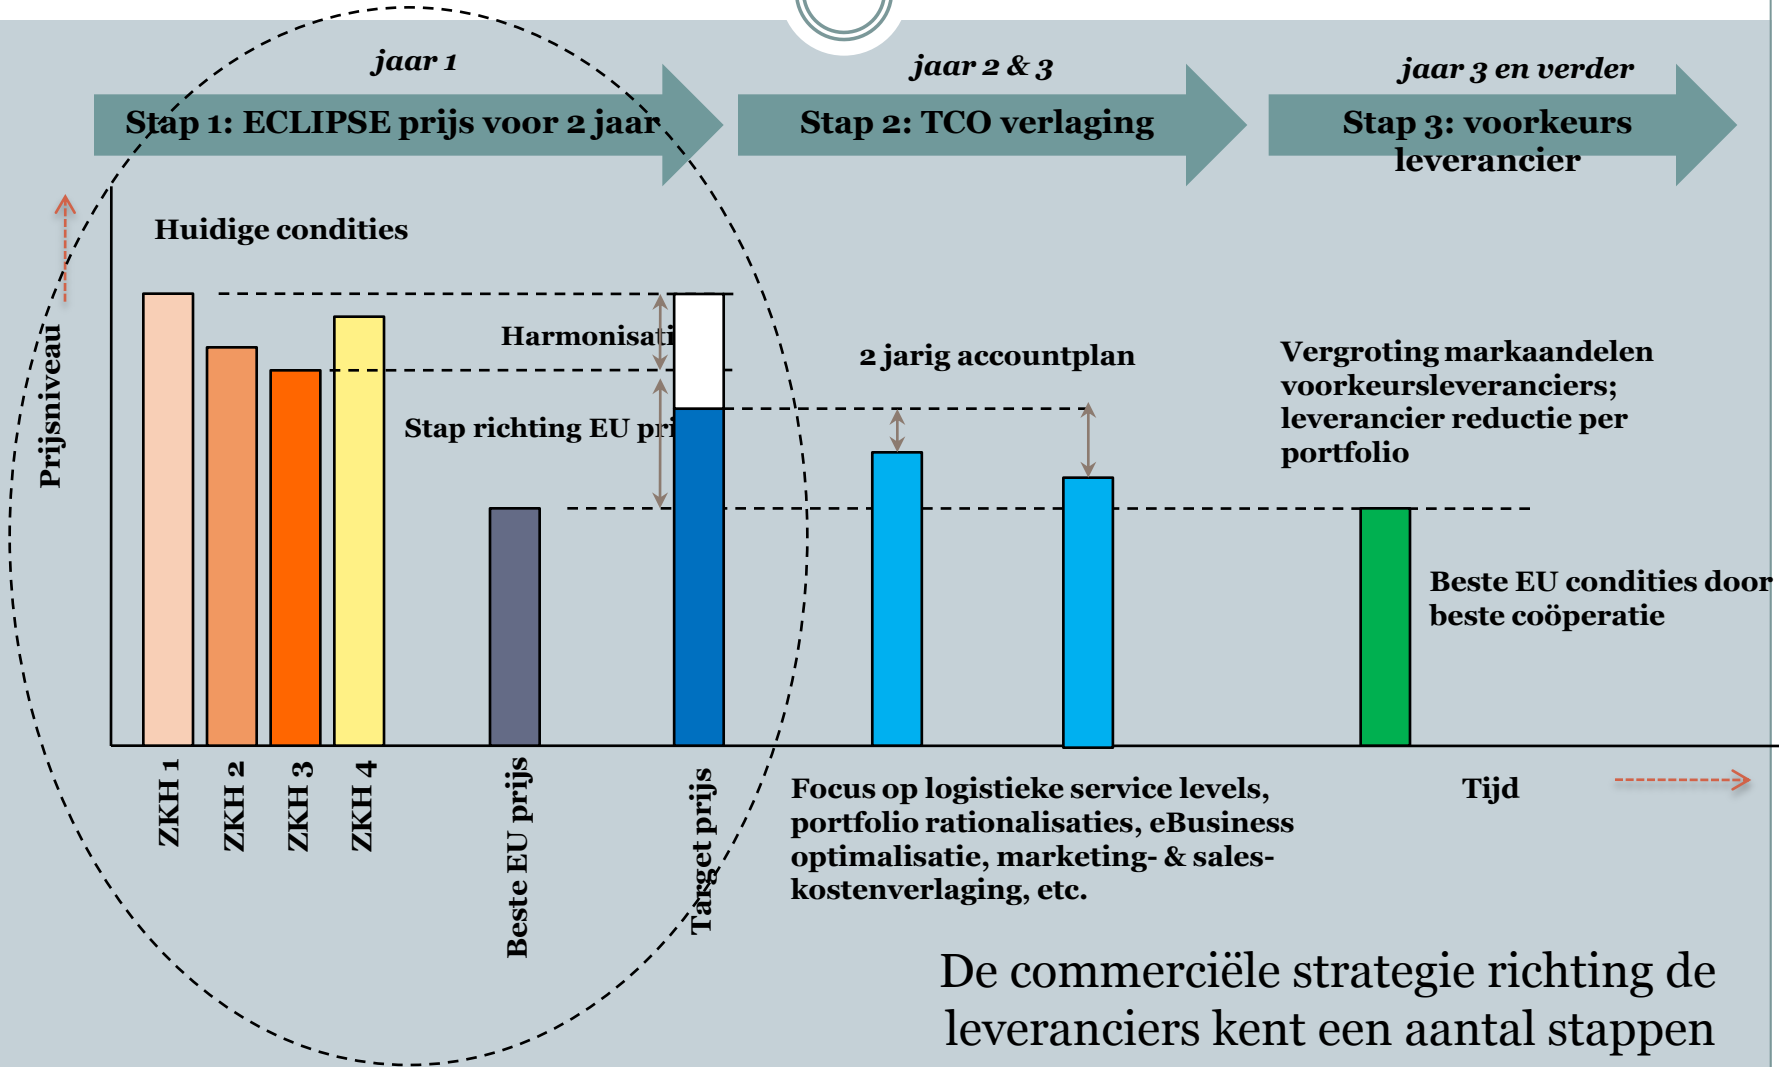 jaar 1
jaar 2 & 3
jaar 3 en verder
Stap 1: ECLIPSE prijs voor 2 jaar
Stap 2: TCO verlaging
Stap 3: voorkeurs
leverancier
Huidige condities
Prijsniveau
Harmonisati
Stap richting EU pri
2 jarig accountplan
Vergroting markaandelen
voorkeursleveranciers;
leverancier reductie per
portfolio
Beste EU condities door
beste coöperatie
ZKH 1
ZKH 2
ZKH 3
ZKH 4
Beste EU prijs
Target prijs
Focus op logistieke service levels,
portfolio rationalisaties, eBusiness
optimalisatie, marketing- & sales-
kostenverlaging, etc.
Tijd
De commerciële strategie richting de
leveranciers kent een aantal stappen